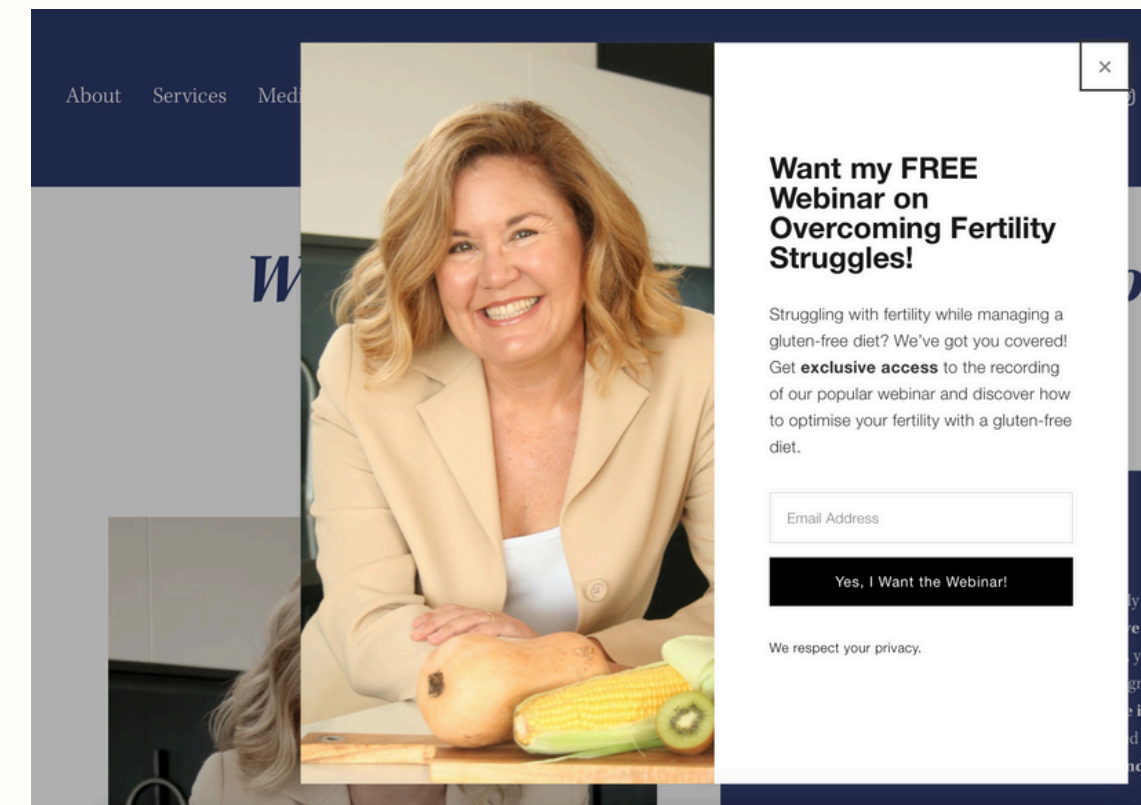 About Services
Want my FREE
Webinar on
Overcoming Fertility
Struggles!
Struggling with fertility while managing a
gluten-free diet? We've got you covered!
Get exclusive access to the recording
of our popular webinar and discover how
to optimise your fertility with a gluten-free
diet.
Email Address
Yes, I Want the Webinar!
We respect your privacy.